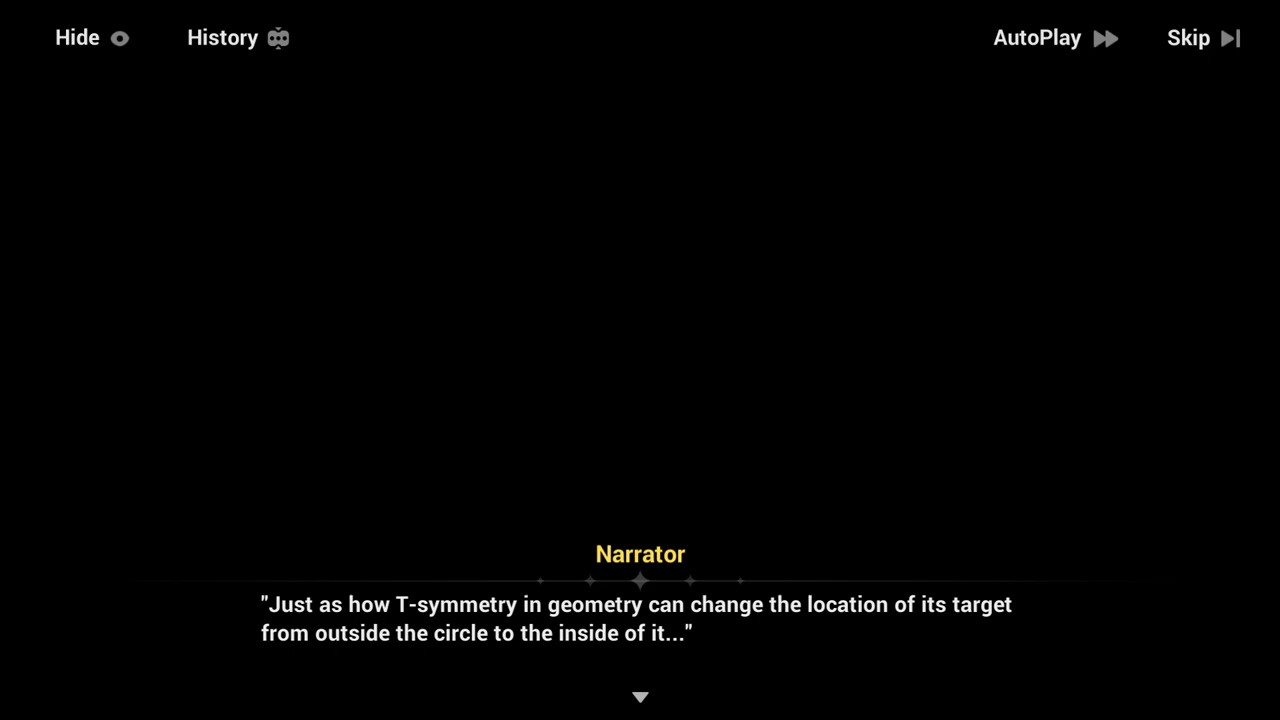 Hide
History
AutoPlay
Skip
Narrator
"Just as how T-symmetry in geometry can change the location of its target
from outside the circle to the inside of it..."